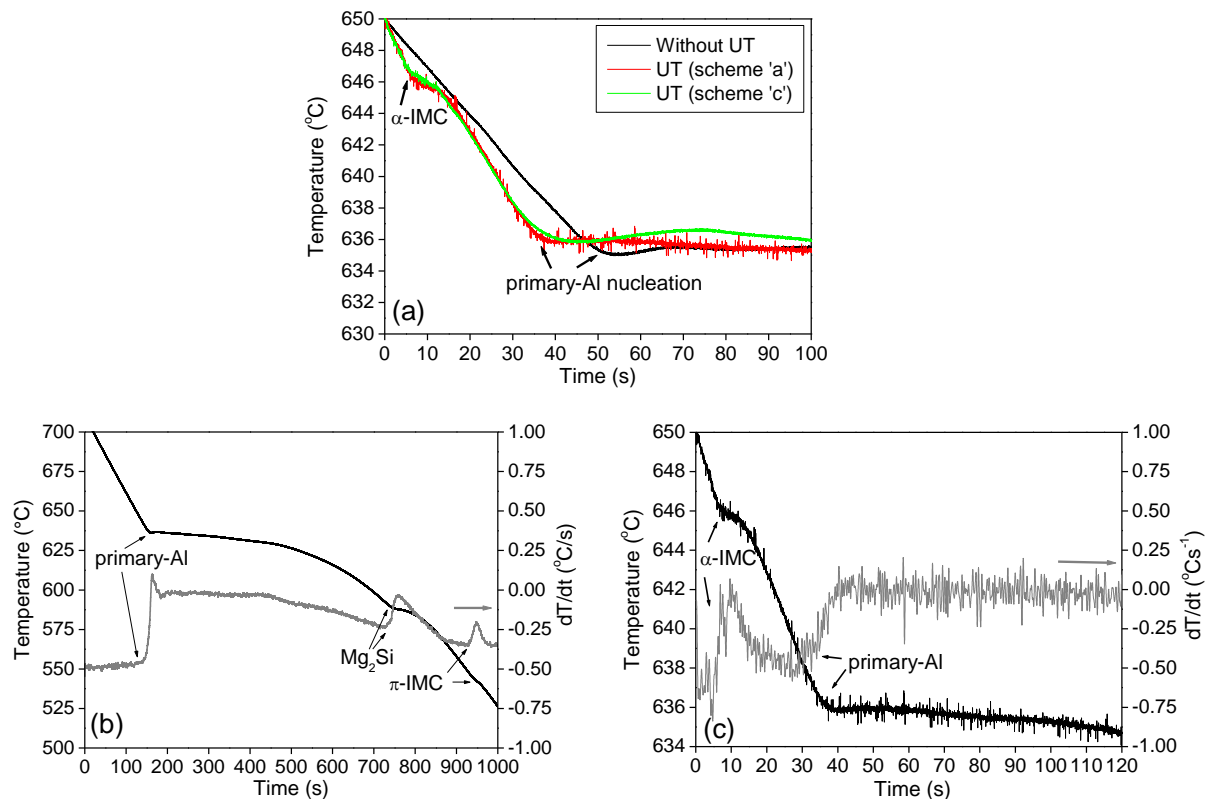 650
648
646
644
642
640
638
636
634
632
630
Temperature (°C)
Without UT
UT (scheme 'a')
UT (scheme 'c')
α-IMC
primary-Al nucleation
(a)
0 10 20 30 40 50 60 70 80 90 100
Time (s)
700
675
650
625
600
575
550
525
500
Temperature (°C)
1.00
0.75
0.50
0.25
0.00
-0.25
-0.50
-0.75
-1.00
dT/dt (°C/s)
primary-Al
Mg₂Si
π-IMC
(b)
0 100 200 300 400 500 600 700 800 900 1000
Time (s)
650
648
646
644
642
640
638
636
634
Temperature (°C)
1.00
0.75
0.50
0.25
0.00
-0.25
-0.50
-0.75
-1.00
dT/dt (°Cs⁻¹)
α-IMC
primary-Al
(c)
0 10 20 30 40 50 60 70 80 90 100 110 120
Time (s)